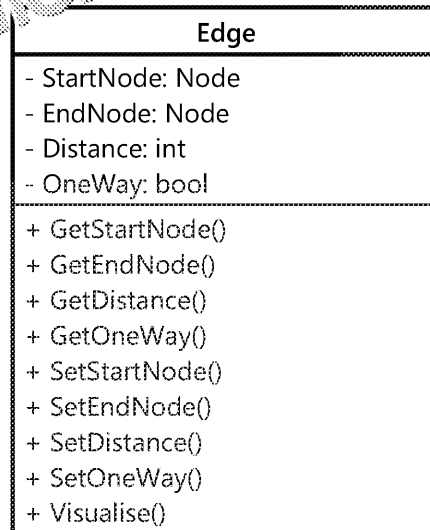 Edge
- StartNode: Node
- EndNode: Node
- Distance: int
- OneWay: bool
+ GetStartNode()
+ GetEndNode()
+ GetDistance()
+ GetOneWay()
+ SetStartNode()
+ SetEndNode()
+ SetDistance()
+ SetOneWay()
+ Visualise()